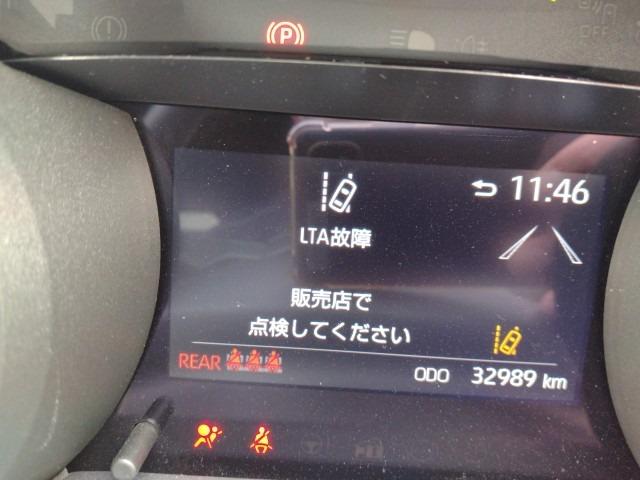 P
OFF
11:46
LTA故障
販売店で
点検してください
REAR
ODO 32989 km